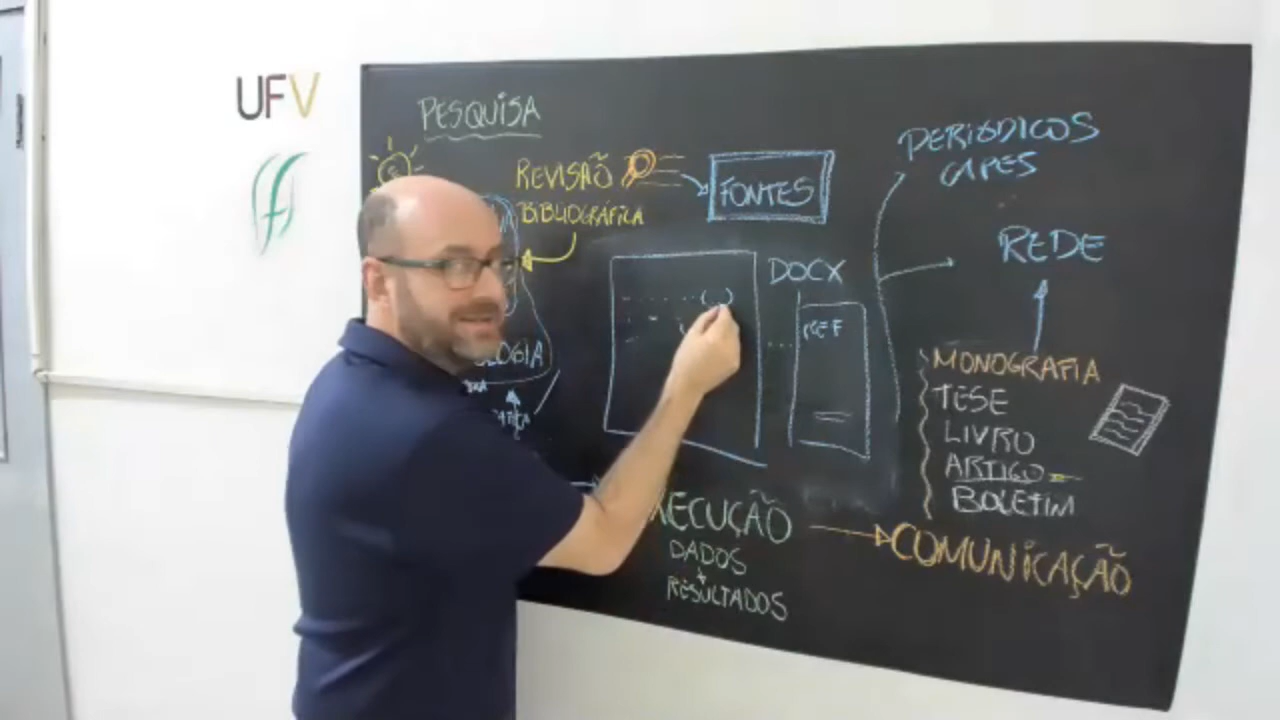 UFV
PESQUISA
REVISÃO
BIBLIOGRÁFICA
FONTES
PERIÓDICOS
CAPES
REDE
DOCX
REF
MONOGRAFIA
TESE
LIVRO
ARTIGO
BOLETIM
DADOS
+
RESULTADOS
COMUNICAÇÃO